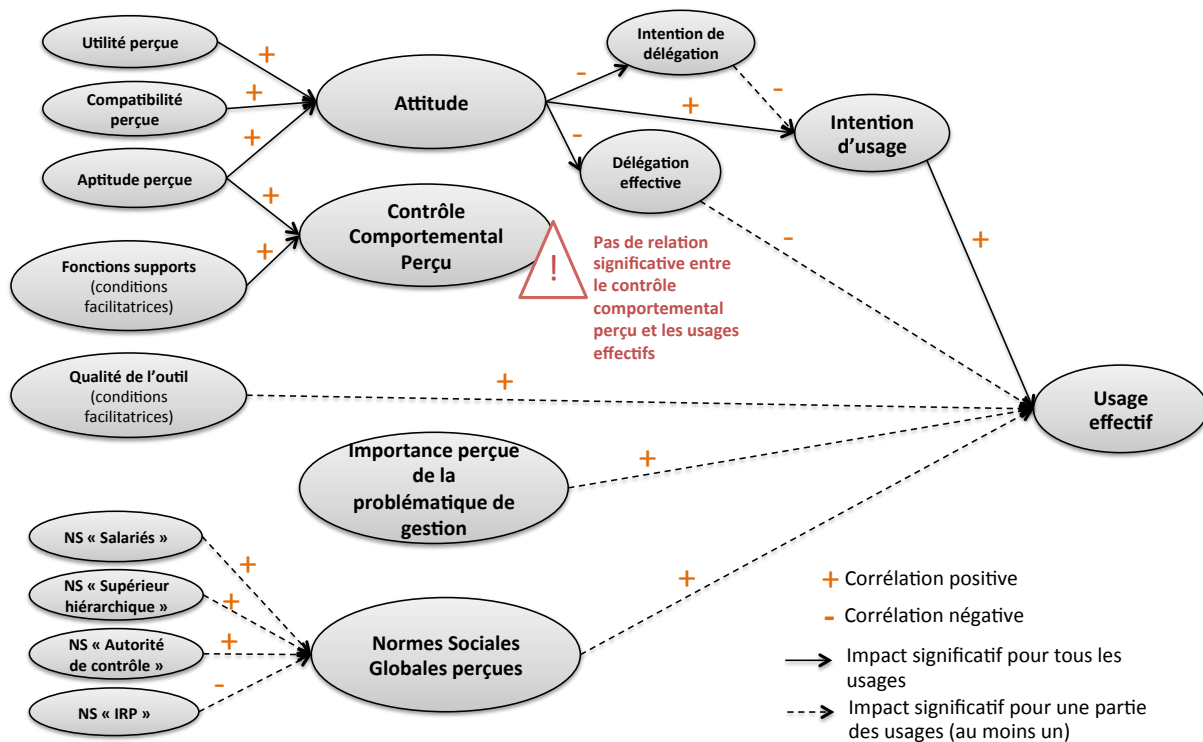 Utilité perçue
+
Compatibilité
perçue
+
Aptitude perçue
+
+
Fonctions supports
(conditions
facilitatrices)
+
Attitude
Contrôle
Comportemental
Perçu
-
Intention de
délégation
-
+
-
Délégation
effective
Intention
d’usage
-
+
!
Pas de relation
significative entre
le contrôle
comportemental
perçu et les usages
effectifs
Qualité de l’outil
(conditions
facilitatrices)
+
Usage
effectif
Importance perçue
de la
problématique de
gestion
+
NS « Salariés »
+
NS « Supérieur
hiérarchique »
+
NS « Autorité
de contrôle »
+
NS « IRP »
-
Normes Sociales
Globales perçues
+
+ Corrélation positive
- Corrélation négative
Impact significatif pour tous les
usages
Impact significatif pour une partie
des usages (au moins un)